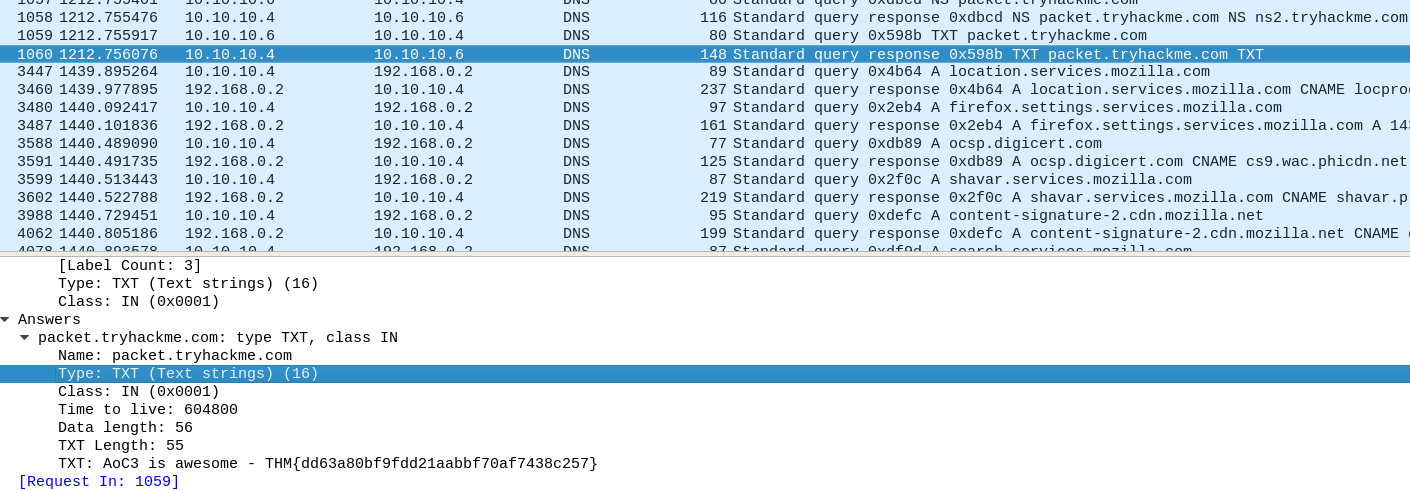 1057 1212.755401 10.10.10.6 10.10.10.4 DNS 80 Standard query 0xdbcd NS packet.tryhackme.com
1058 1212.755476 10.10.10.4 10.10.10.6 DNS 116 Standard query response 0xdbcd NS packet.tryhackme.com NS ns2.tryhackme.com
1059 1212.755917 10.10.10.6 10.10.10.4 DNS 80 Standard query 0x598b TXT packet.tryhackme.com
1060 1212.756076 10.10.10.4 10.10.10.6 DNS 148 Standard query response 0x598b TXT packet.tryhackme.com TXT
3447 1439.895264 10.10.10.4 192.168.0.2 DNS 89 Standard query 0x4b64 A location.services.mozilla.com
3460 1439.977895 192.168.0.2 10.10.10.4 DNS 237 Standard query response 0x4b64 A location.services.mozilla.com CNAME locpro
3480 1440.092417 10.10.10.4 192.168.0.2 DNS 97 Standard query 0x2eb4 A firefox.settings.services.mozilla.com
3487 1440.101836 192.168.0.2 10.10.10.4 DNS 161 Standard query response 0x2eb4 A firefox.settings.services.mozilla.com A 143
3588 1440.489090 10.10.10.4 192.168.0.2 DNS 77 Standard query 0xdb89 A ocsp.digicert.com
3591 1440.491735 192.168.0.2 10.10.10.4 DNS 125 Standard query response 0xdb89 A ocsp.digicert.com CNAME cs9.wac.phicdn.net
3599 1440.513443 10.10.10.4 192.168.0.2 DNS 87 Standard query 0x2f0c A shavar.services.mozilla.com
3602 1440.522788 192.168.0.2 10.10.10.4 DNS 219 Standard query response 0x2f0c A shavar.services.mozilla.com CNAME shavar.p
3988 1440.729451 10.10.10.4 192.168.0.2 DNS 95 Standard query 0xdefc A content-signature-2.cdn.mozilla.net
4062 1440.805186 192.168.0.2 10.10.10.4 DNS 199 Standard query response 0xdefc A content-signature-2.cdn.mozilla.net CNAME
4078 1440.893578 10.10.10.4 192.168.0.2 DNS 87 Standard query 0xdf9d A search.services.mozilla.com
[Label Count: 3]
Type: TXT (Text strings) (16)
Class: IN (0x0001)
Answers
packet.tryhackme.com: type TXT, class IN
Name: packet.tryhackme.com
Type: TXT (Text strings) (16)
Class: IN (0x0001)
Time to live: 604800
Data length: 56
TXT Length: 55
TXT: AoC3 is awesome - THM{dd63a80bf9fdd21aabbf70af7438c257}
[Request In: 1059]